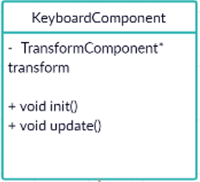 KeyboardComponent
- TransformComponent*
transform
+ void init()
+ void update()